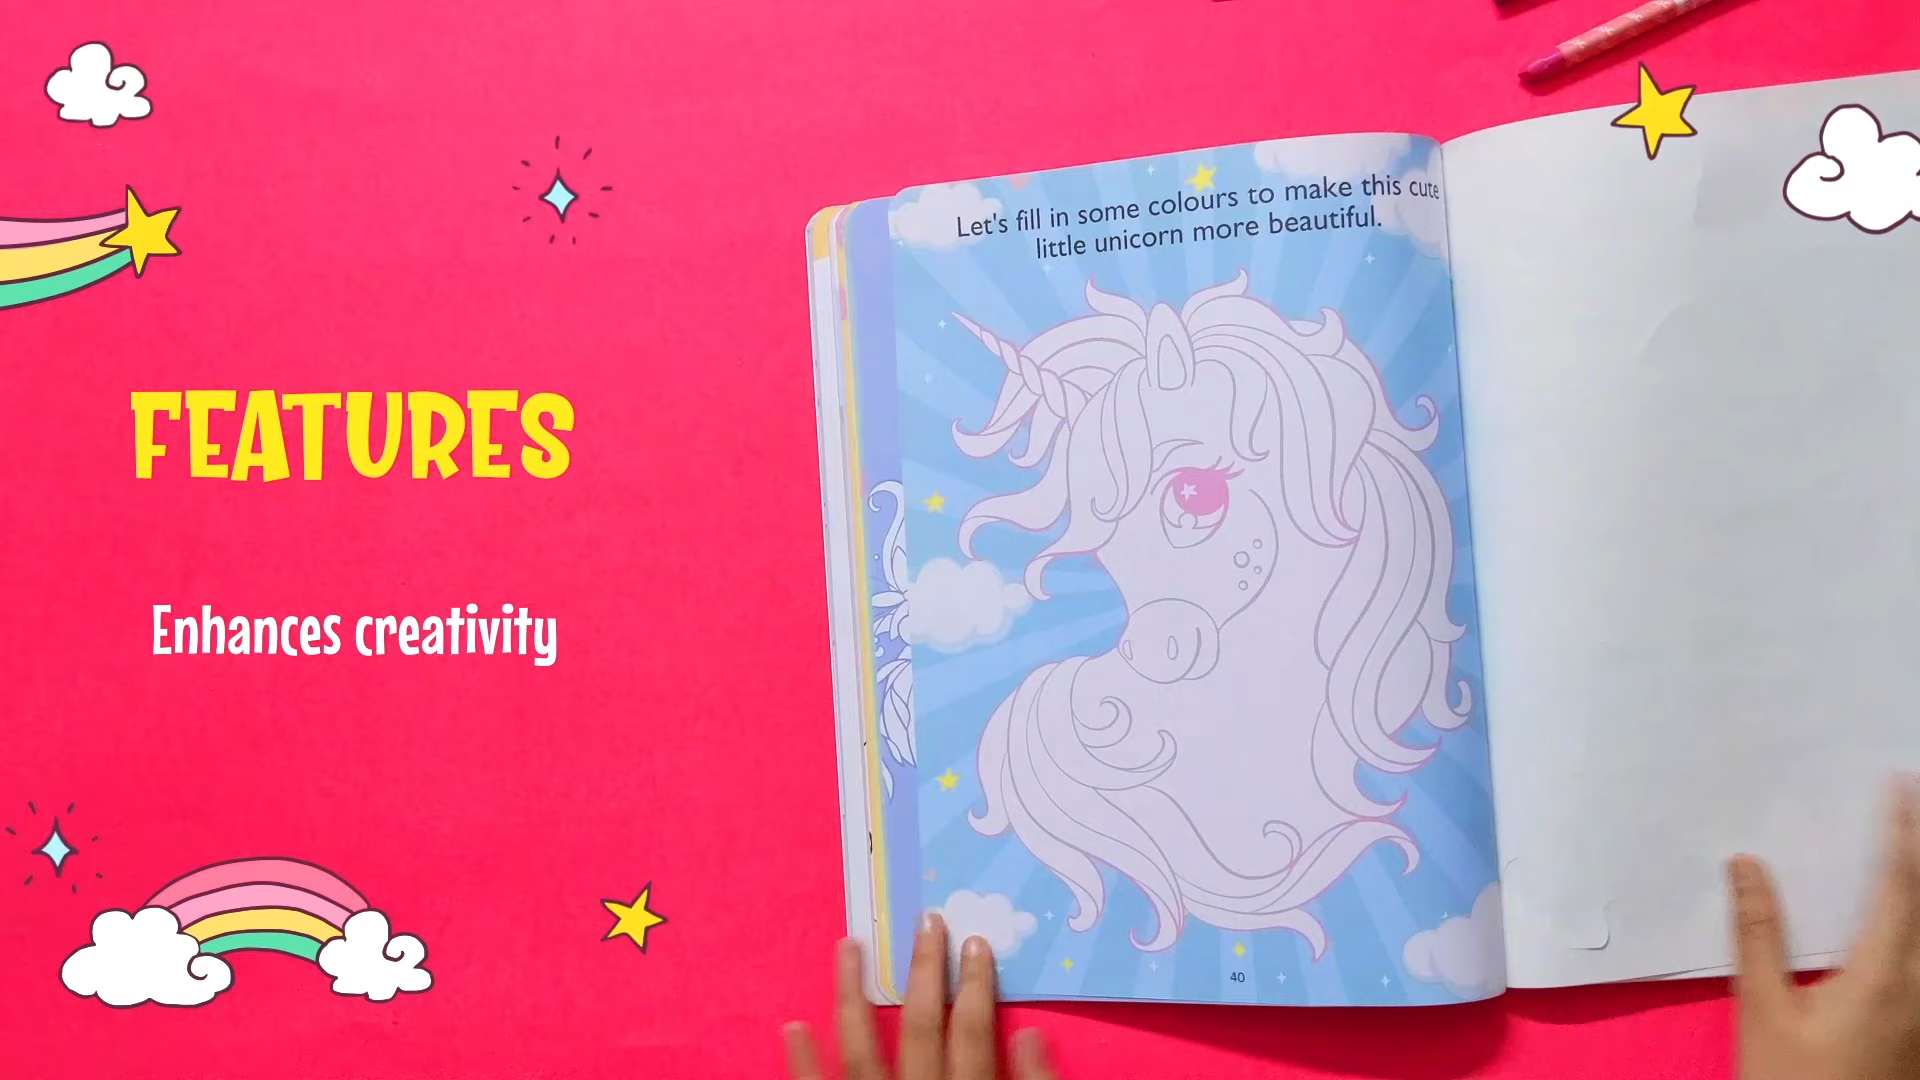 FEATURES
Enhances creativity
Let's fill in some colours to make this cute
little unicorn more beautiful.
40